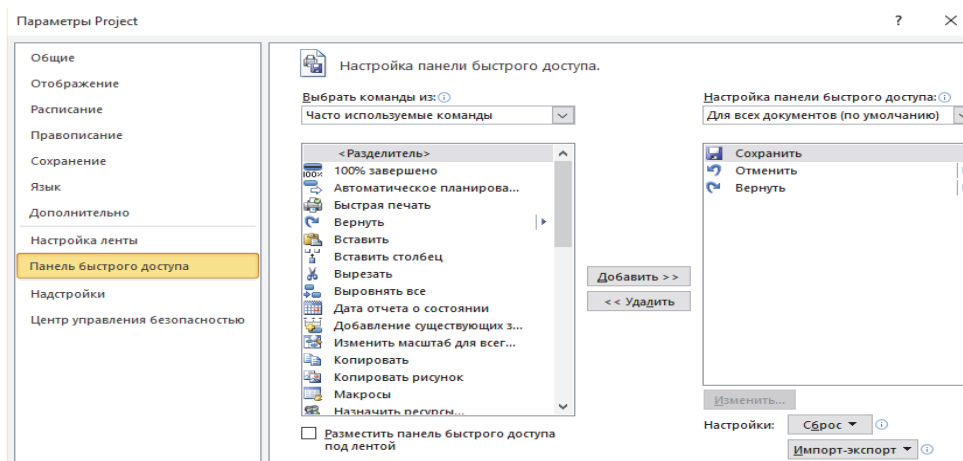 Параметры Project
?
Общие
Отображение
Расписание
Правописание
Сохранение
Язык
Дополнительно
Настройка ленты
Панель быстрого доступа
Надстройки
Центр управления безопасностью
Настройка панели быстрого доступа.
Выбрать команды из:
Часто используемые команды
<Разделитель>
100% завершено
Автоматическое планирова...
Быстрая печать
Вернуть
Вставить
Вставить столбец
Вырезать
Выровнять все
Дата отчета о состоянии
Добавление существующих з...
Изменить масштаб для всег...
Копировать
Копировать рисунок
Макросы
Назначить ресурсы...
Разместить панель быстрого доступа
под лентой
Добавить >>
<< Удалить
Настройка панели быстрого доступа:
Для всех документов (по умолчанию)
Сохранить
Отменить
Вернуть
Изменить...
Настройки:
Сброс
Импорт-экспорт